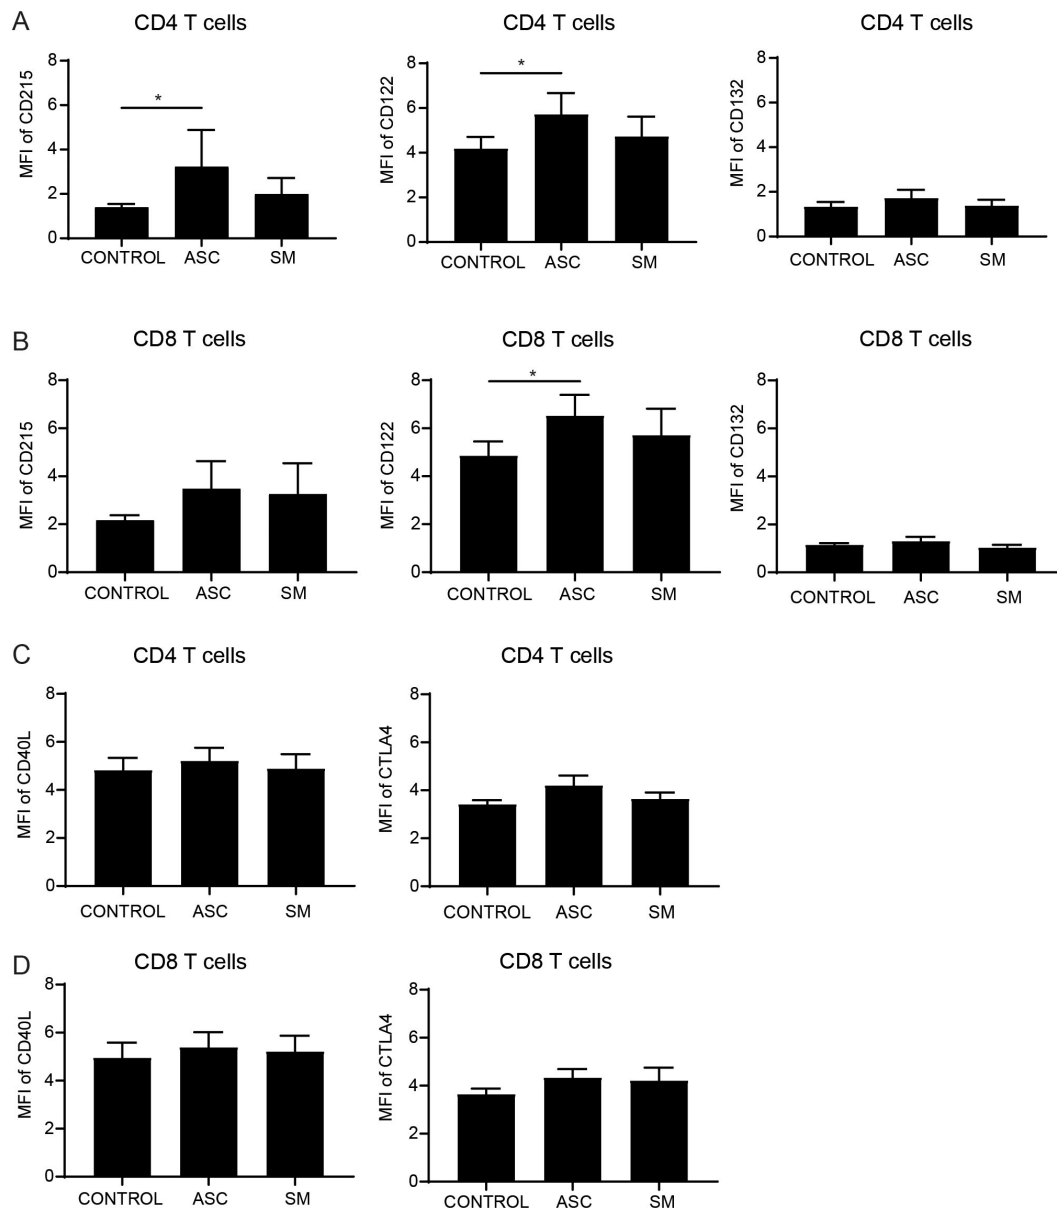 A
CD4 T cells
MFI of CD215
8
6
4
2
0
*
CONTROL ASC SM
CD4 T cells
MFI of CD122
8
6
4
2
0
*
CONTROL ASC SM
CD4 T cells
MFI of CD132
8
6
4
2
0
CONTROL ASC SM
B
CD8 T cells
MFI of CD215
8
6
4
2
0
CONTROL ASC SM
CD8 T cells
MFI of CD122
8
6
4
2
0
*
CONTROL ASC SM
CD8 T cells
MFI of CD132
8
6
4
2
0
CONTROL ASC SM
C
CD4 T cells
MFI of CD40L
8
6
4
2
0
CONTROL ASC SM
CD4 T cells
MFI of CTLA4
8
6
4
2
0
CONTROL ASC SM
D
CD8 T cells
MFI of CD40L
8
6
4
2
0
CONTROL ASC SM
CD8 T cells
MFI of CTLA4
8
6
4
2
0
CONTROL ASC SM